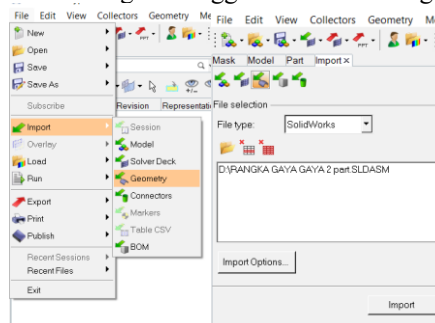 File Edit View Collectors Geometry Me
New
Open
Save
Save As
Subscribe
Import
Overlay
Load
Run
Export
Print
Publish
Recent Sessions
Recent Files
Exit
Revision Representati
Session
Model
Solver Deck
Geometry
Connectors
Markers
Table CSV
BOM
File Edit View Collectors Geometry M
Mask Model Part Import ×
File selection
File type: SolidWorks
D:\RANGKA GAYA GAYA 2 part.SLDASM
Import Options...
Import